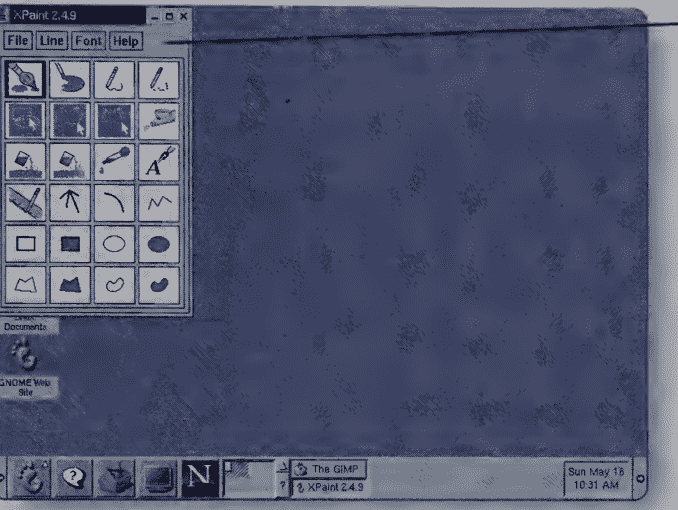 XPaint 2.4.9
File Line Font Help
A
Documents
GNOME Web
Site
?
N
?
The GIMP
XPaint 2.4.9
Sun May 16
10:31 AM